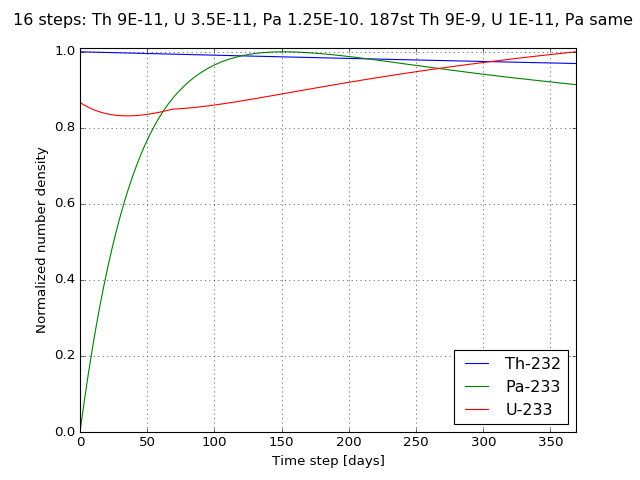 16 steps: Th 9E-11, U 3.5E-11, Pa 1.25E-10. 187st Th 9E-9, U 1E-11, Pa same
1.0
0.8
0.6
0.4
0.2
0.0
Normalized number density
0 50 100 150 200 250 300 350
Time step [days]
Th-232
Pa-233
U-233